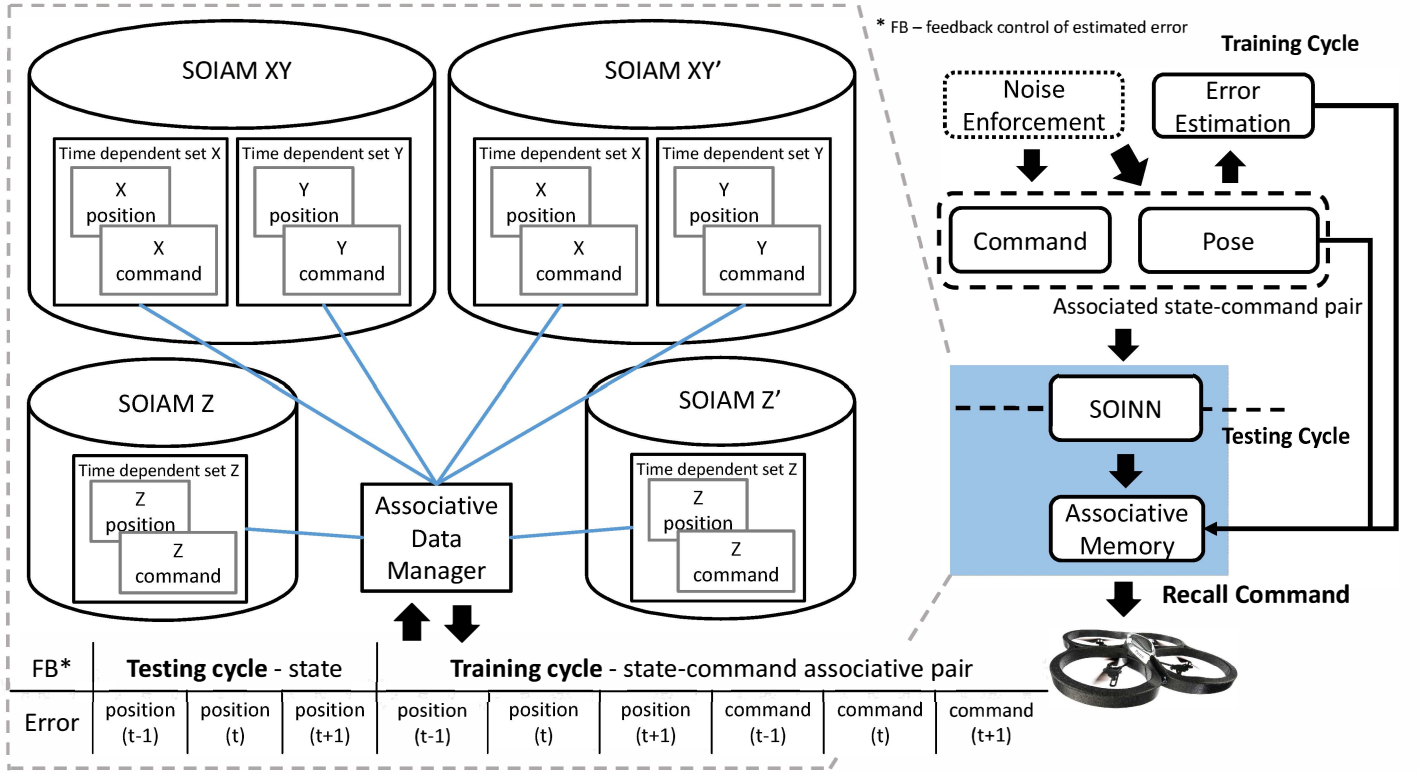 SOIAM XY
Time dependent set X
X
position
X
command
Time dependent set Y
Y
position
Y
command
SOIAM XY’
Time dependent set X
X
position
X
command
Time dependent set Y
Y
position
Y
command
SOIAM Z
Time dependent set Z
Z
position
Z
command
SOIAM Z’
Time dependent set Z
Z
position
Z
command
Associative
Data
Manager
FB* Testing cycle - state Training cycle - state-command associative pair
Error
position
(t-1)
position
(t)
position
(t+1)
position
(t-1)
position
(t)
position
(t+1)
command
(t-1)
command
(t)
command
(t+1)
* FB – feedback control of estimated error
Training Cycle
Noise
Enforcement
Error
Estimation
Command
Pose
Associated state-command pair
SOINN
Testing Cycle
Associative
Memory
Recall Command